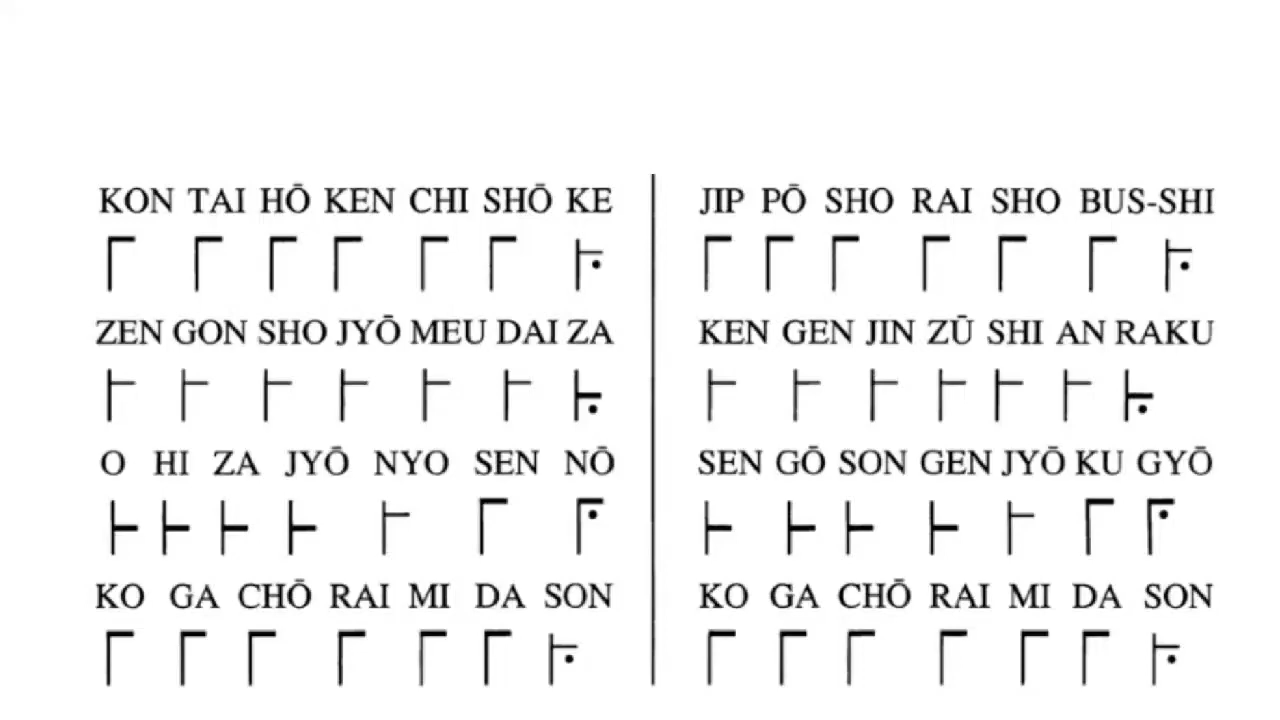 KON TAI HŌ KEN CHI SHŌ KE
ZEN GON SHO JYŌ MEU DAI ZA
O HI ZA JYŌ NYO SEN NŌ
KO GA CHŌ RAI MI DA SON
JIP PŌ SHO RAI SHO BUS-SHI
KEN GEN JIN ZŪ SHI AN RAKU
SEN GŌ SON GEN JYŌ KU GYŌ
KO GA CHŌ RAI MI DA SON